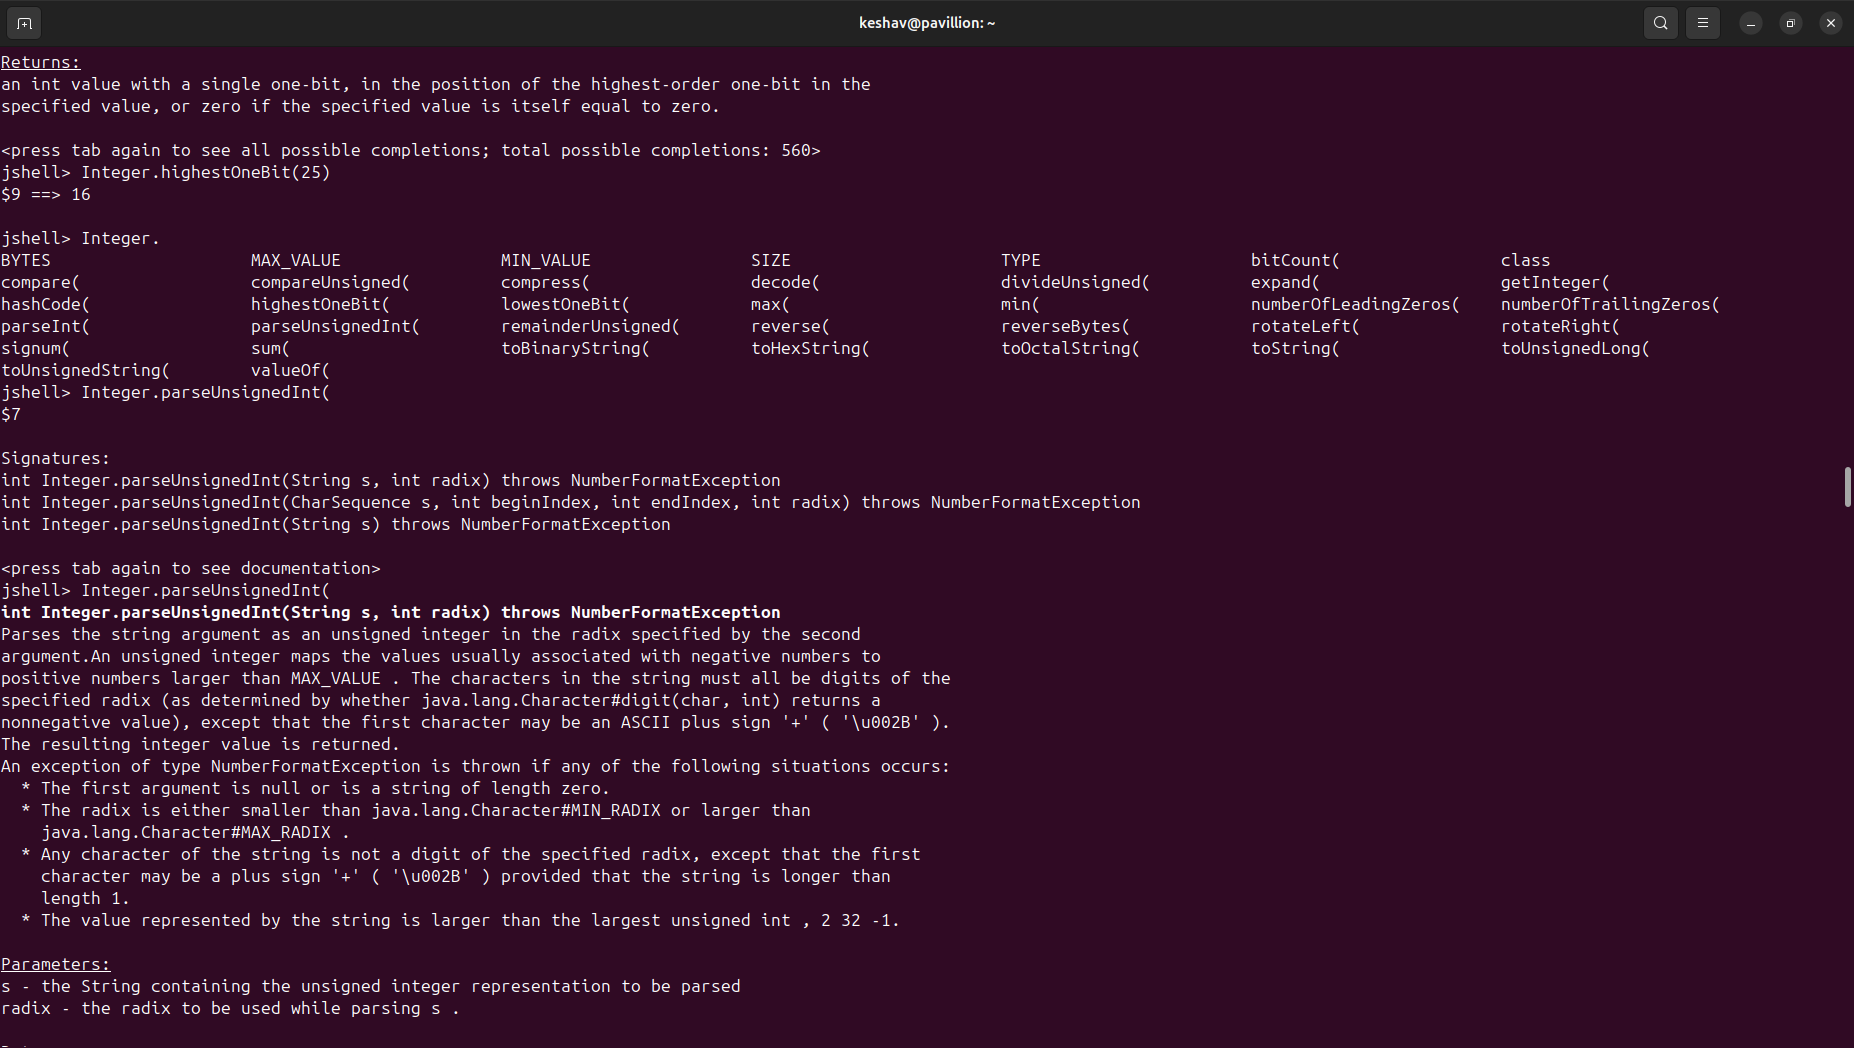 keshav@pavillion: ~
Returns:
an int value with a single one-bit, in the position of the highest-order one-bit in the
specified value, or zero if the specified value is itself equal to zero.
<press tab again to see all possible completions; total possible completions: 560>
jshell> Integer.highestOneBit(25)
$9 ==> 16
jshell> Integer.
BYTES MAX_VALUE MIN_VALUE SIZE TYPE bitCount( class
compare( compareUnsigned( compress( decode( divideUnsigned( expand( getInteger(
hashCode( highestOneBit( lowestOneBit( max( min( numberOfLeadingZeros( numberOfTrailingZeros(
parseInt( parseUnsignedInt( remainderUnsigned( reverse( reverseBytes( rotateLeft( rotateRight(
signum( sum( toBinaryString( toHexString( toOctalString( toString( toUnsignedLong(
toUnsignedString( valueOf(
jshell> Integer.parseUnsignedInt(
$7
Signatures:
int Integer.parseUnsignedInt(String s, int radix) throws NumberFormatException
int Integer.parseUnsignedInt(CharSequence s, int beginIndex, int endIndex, int radix) throws NumberFormatException
int Integer.parseUnsignedInt(String s) throws NumberFormatException
<press tab again to see documentation>
jshell> Integer.parseUnsignedInt(
int Integer.parseUnsignedInt(String s, int radix) throws NumberFormatException
Parses the string argument as an unsigned integer in the radix specified by the second
argument.An unsigned integer maps the values usually associated with negative numbers to
positive numbers larger than MAX_VALUE . The characters in the string must all be digits of the
specified radix (as determined by whether java.lang.Character#digit(char, int) returns a
nonnegative value), except that the first character may be an ASCII plus sign '+' ( '\u002B' ).
The resulting integer value is returned.
An exception of type NumberFormatException is thrown if any of the following situations occurs:
* The first argument is null or is a string of length zero.
* The radix is either smaller than java.lang.Character#MIN_RADIX or larger than
java.lang.Character#MAX_RADIX .
* Any character of the string is not a digit of the specified radix, except that the first
character may be a plus sign '+' ( '\u002B' ) provided that the string is longer than
length 1.
* The value represented by the string is larger than the largest unsigned int , 2 32 -1.
Parameters:
s - the String containing the unsigned integer representation to be parsed
radix - the radix to be used while parsing s .